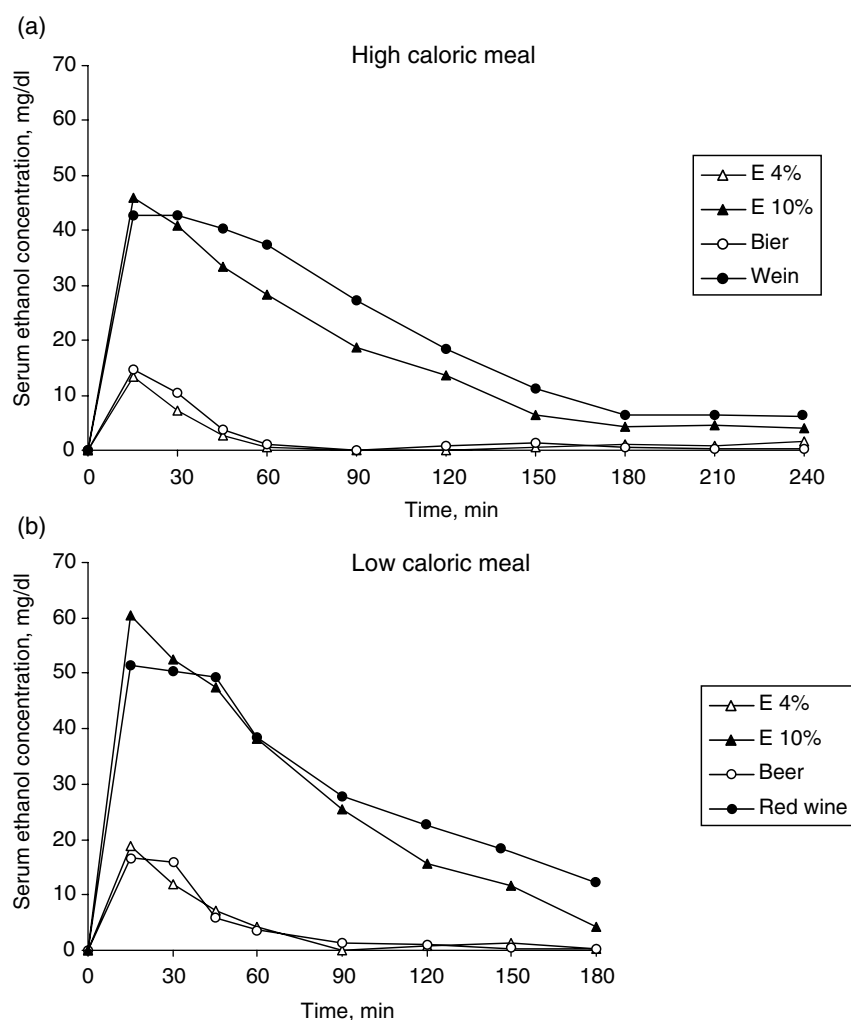 (a)
High caloric meal
Serum ethanol concentration, mg/dl
70
60
50
40
30
20
10
0
E 4%
E 10%
Bier
Wein
0 30 60 90 120 150 180 210 240
Time, min
(b)
Low caloric meal
Serum ethanol concentration, mg/dl
70
60
50
40
30
20
10
0
E 4%
E 10%
Beer
Red wine
0 30 60 90 120 150 180
Time, min